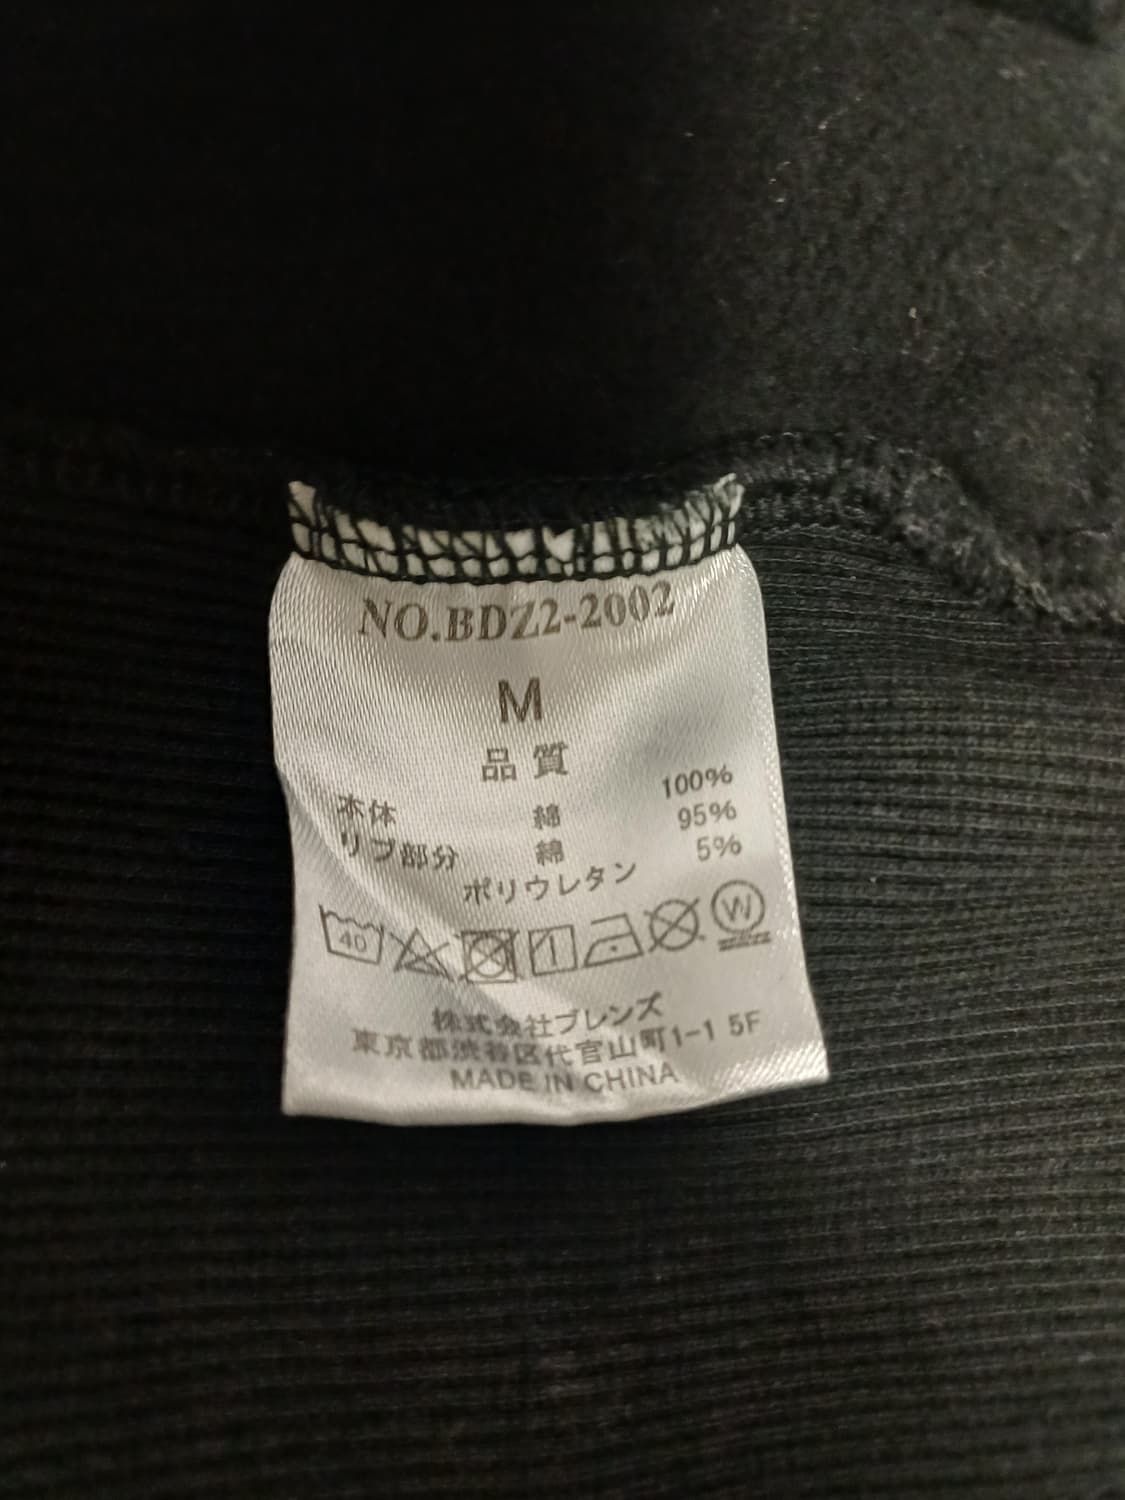 NO.BDZ2-2002
M
品質
本体 綿 100%
リブ部分 綿 95%
ポリウレタン 5%
40
W
株式会社ブレンズ
東京都渋谷区代官山町1-1 5F
MADE IN CHINA